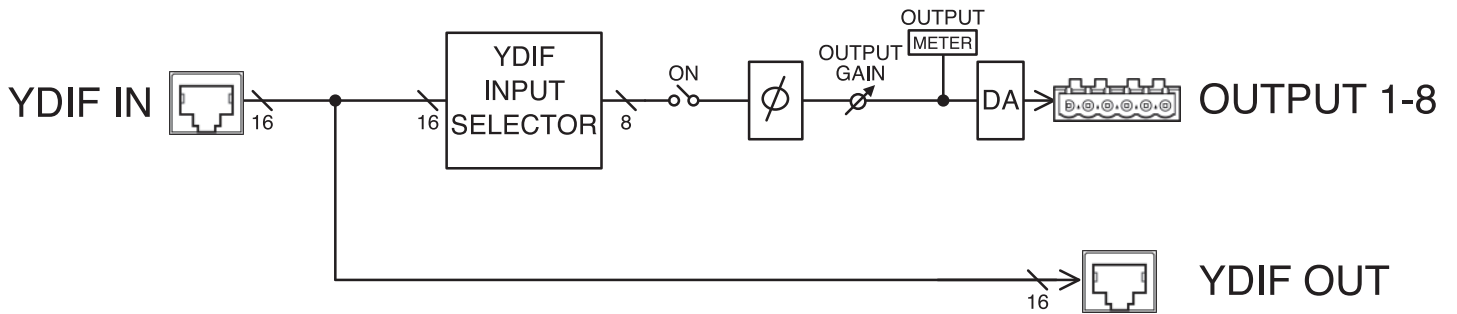 YDIF IN
16
16
YDIF
INPUT
SELECTOR
8
ON
ϕ
OUTPUT
GAIN
OUTPUT
METER
DA
OUTPUT 1-8
16
YDIF OUT